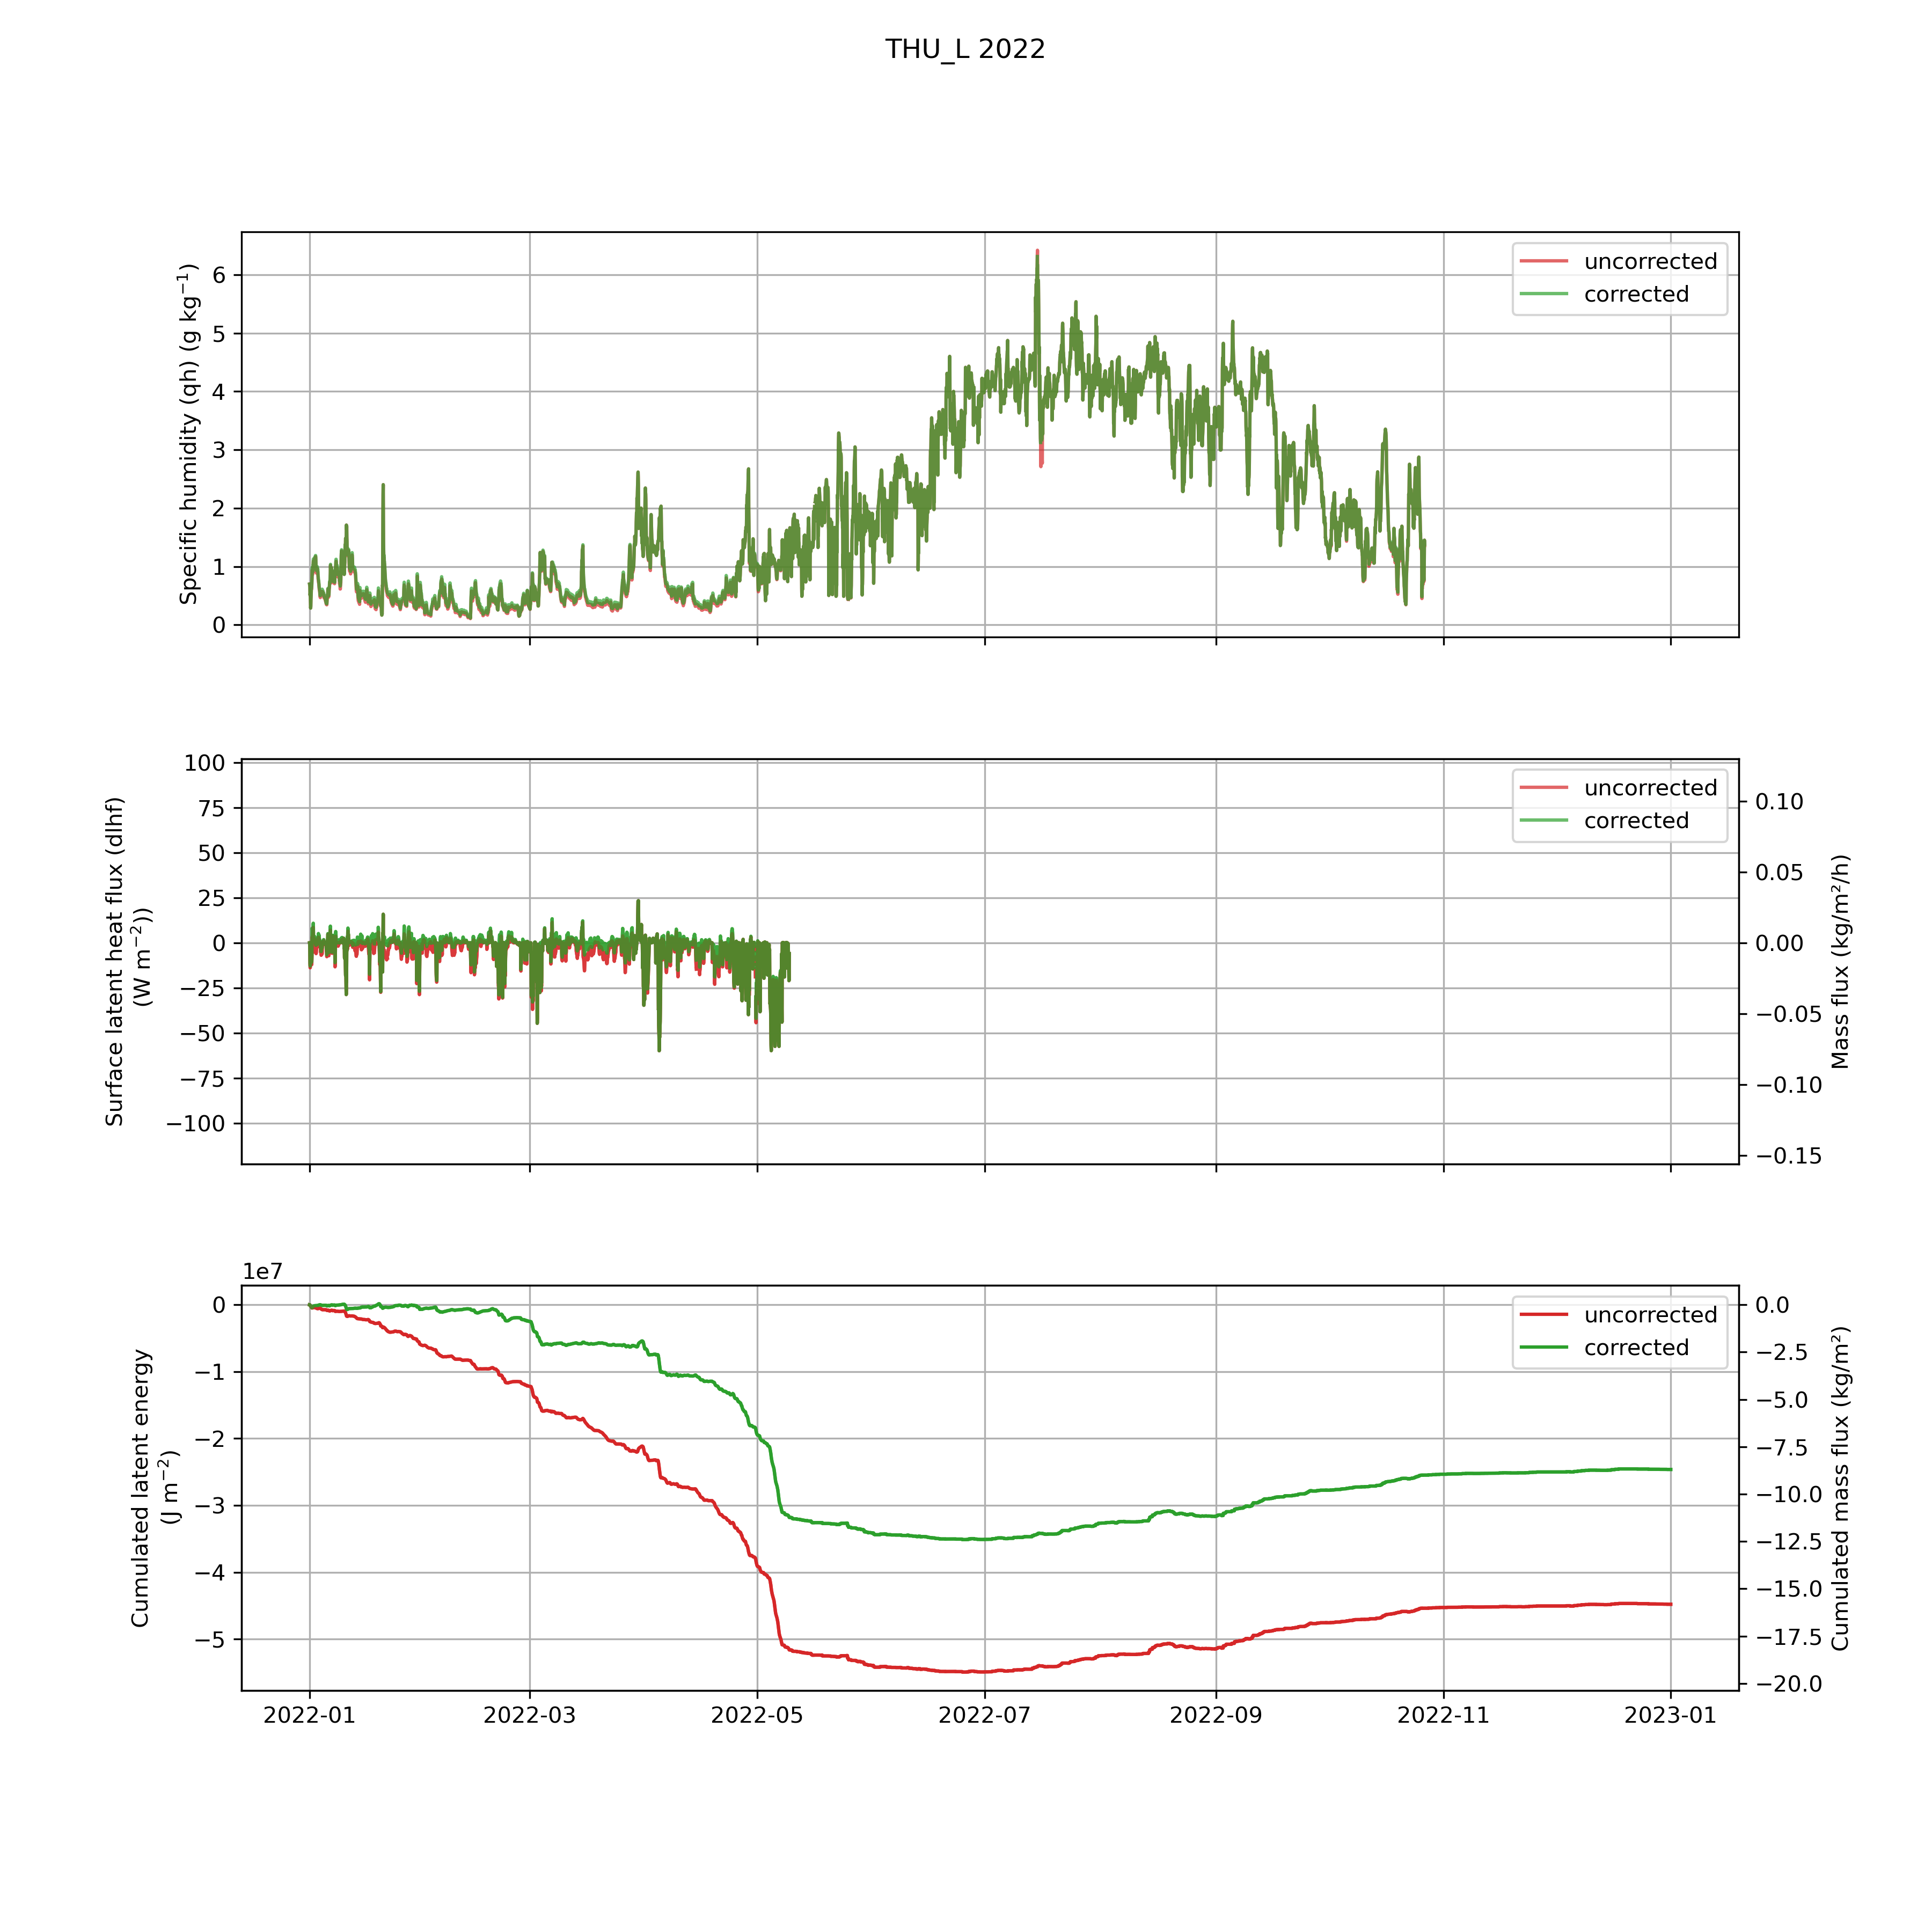 THU_L 2022
Specific humidity (qh) (g kg⁻¹)
6
5
4
3
2
1
0
uncorrected
corrected
Surface latent heat flux (dlhf)
(W m⁻²))
100
75
50
25
0
−25
−50
−75
−100
uncorrected
corrected
0.10
0.05
0.00
−0.05
−0.10
−0.15
Mass flux (kg/m²/h)
1e7
Cumulated latent energy
(J m⁻²)
0
−1
−2
−3
−4
−5
uncorrected
corrected
0.0
−2.5
−5.0
−7.5
−10.0
−12.5
−15.0
−17.5
−20.0
Cumulated mass flux (kg/m²)
2022-01 2022-03 2022-05 2022-07 2022-09 2022-11 2023-01